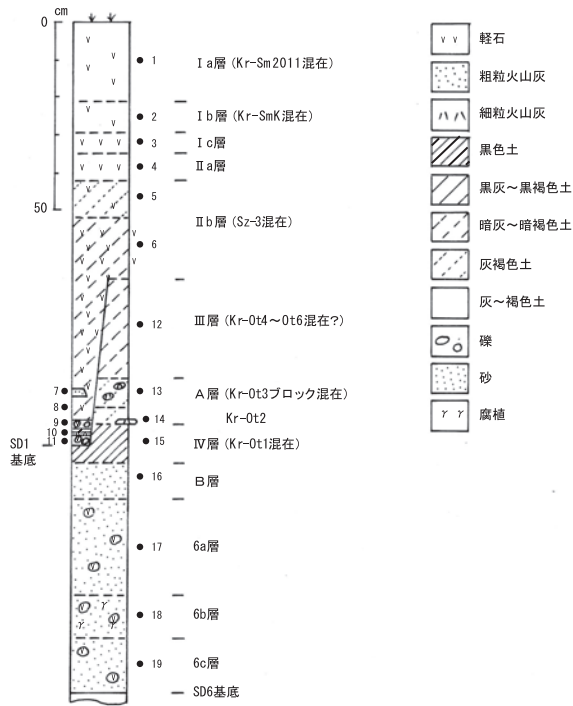 cm
0
50
SD1
基底
1
2
3
4
5
6
12
7
8
9
10
11
13
14
15
16
17
18
19
Ⅰa層(Kr-Sm2011混在)
Ⅰb層(Kr-SmK混在)
Ⅰc層
Ⅱa層
Ⅱb層(Sz-3混在)
Ⅲ層(Kr-Ot4～Ot6混在?)
A層(Kr-Ot3ブロック混在)
Kr-Ot2
Ⅳ層(Kr-Ot1混在)
B層
6a層
6b層
6c層
SD6基底
軽石
粗粒火山灰
細粒火山灰
黒色土
黒灰～黒褐色土
暗灰～暗褐色土
灰褐色土
灰～褐色土
礫
砂
腐植